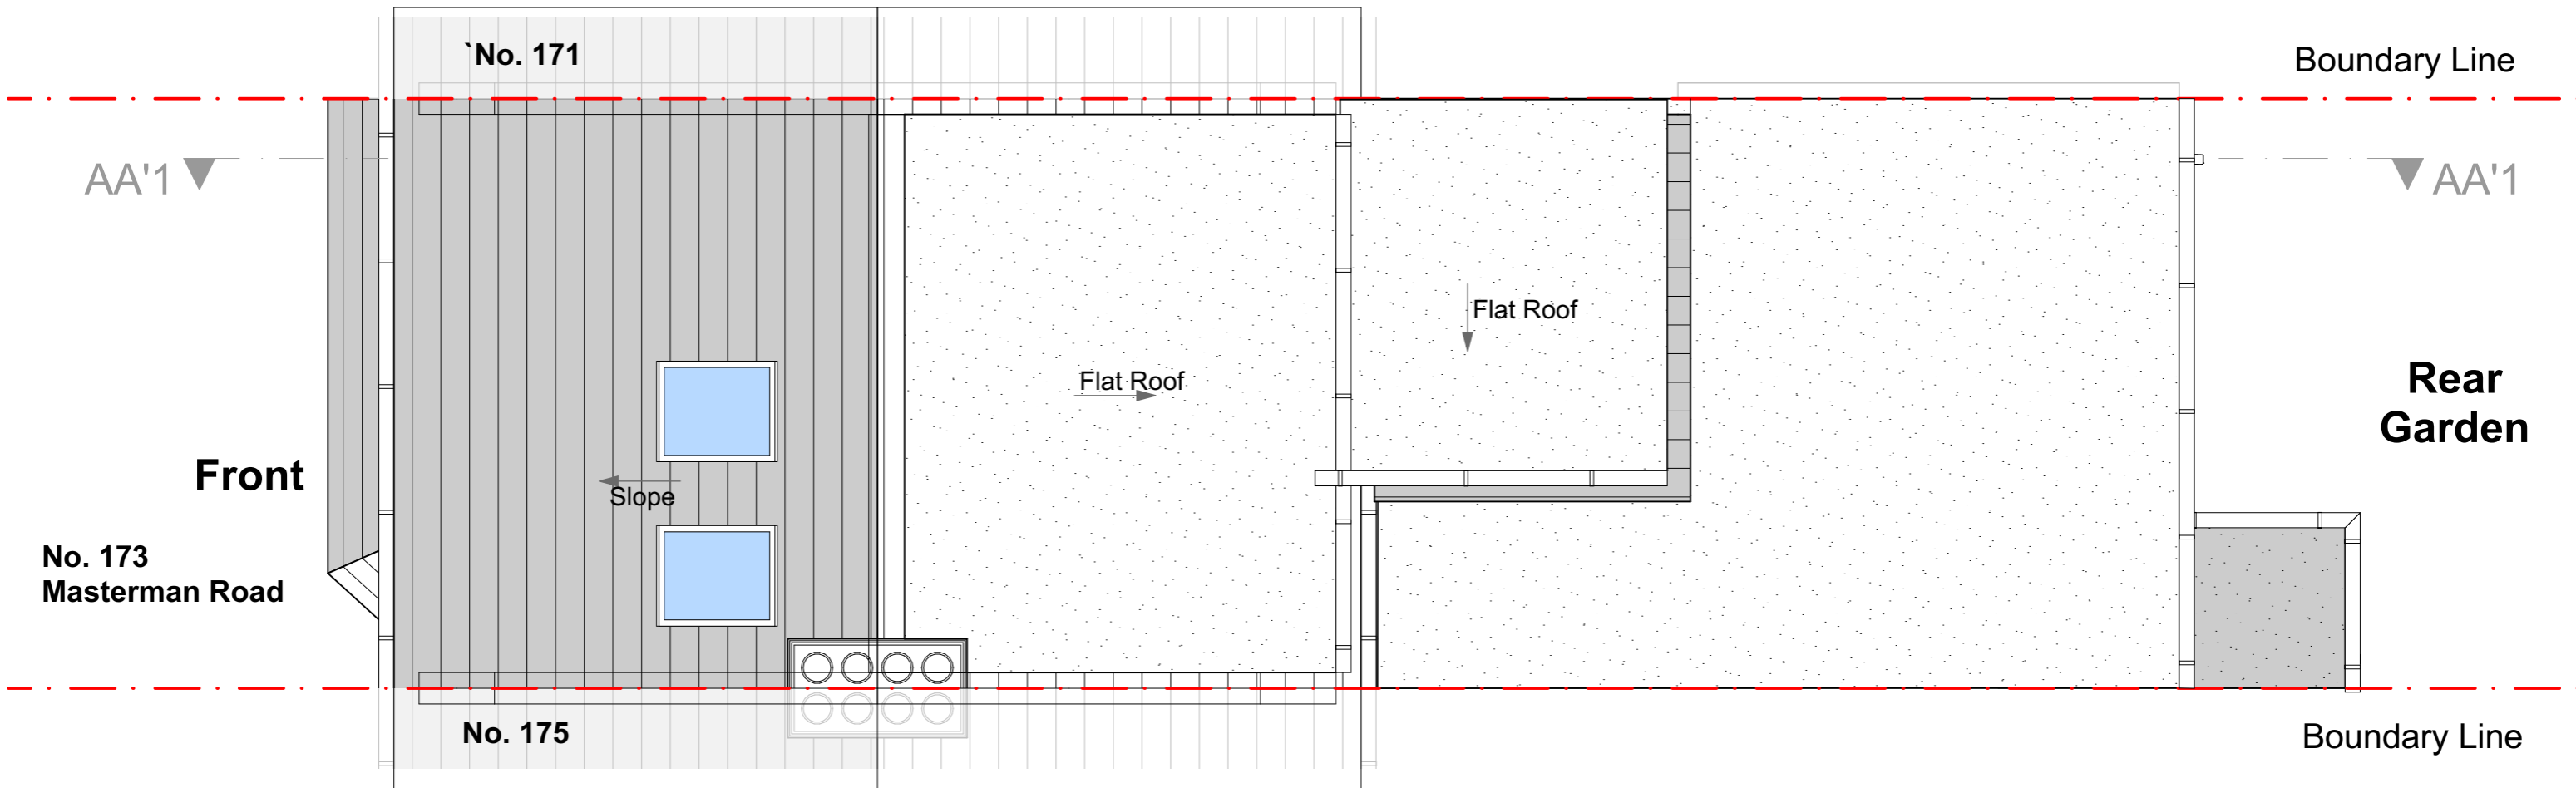 `No. 171
Boundary Line
AA'1
AA'1
Flat Roof
Flat Roof
Rear
Garden
Front
Slope
No. 173
Masterman Road
No. 175
Boundary Line